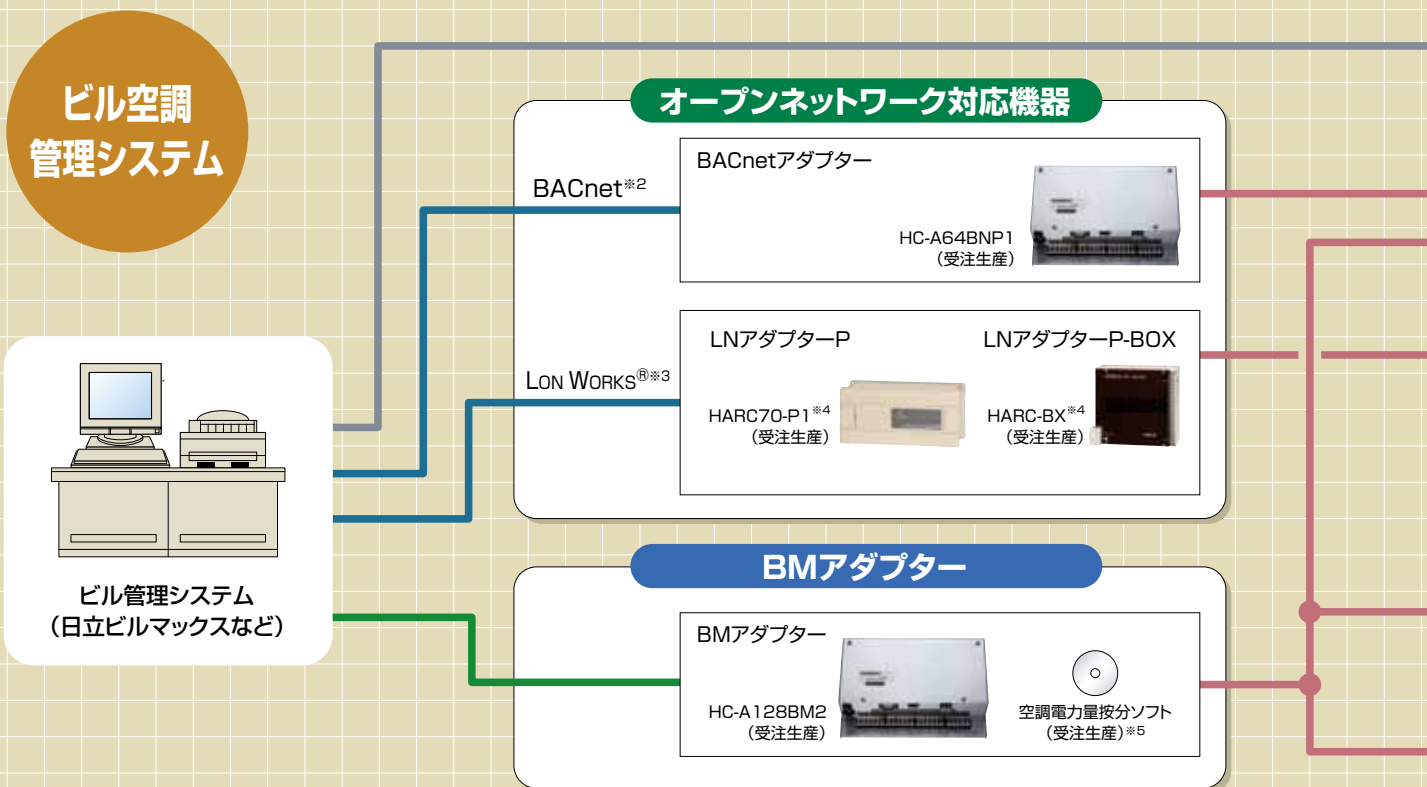 ビル空調
管理システム
オープンネットワーク対応機器
BACnet※2
BACnetアダプター
HC-A64BNP1
（受注生産）
LON WORKS®※3
LNアダプターP
HARC70-P1※4
（受注生産）
LNアダプターP-BOX
HARC-BX※4
（受注生産）
ビル管理システム
（日立ビルマックスなど）
BMアダプター
BMアダプター
HC-A128BM2
（受注生産）
空調電力量按分ソフト
（受注生産）※5